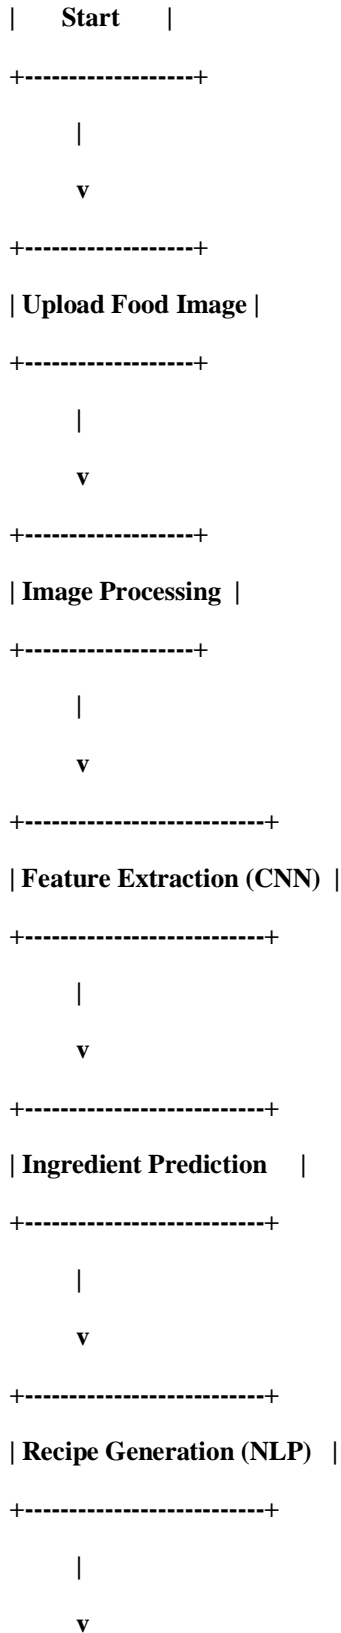 |      Start      |
+-------------------+
|
v
+-------------------+
| Upload Food Image |
+-------------------+
|
v
+-------------------+
| Image Processing  |
+-------------------+
|
v
+---------------------------+
| Feature Extraction (CNN)  |
+---------------------------+
|
v
+---------------------------+
| Ingredient Prediction     |
+---------------------------+
|
v
+---------------------------+
| Recipe Generation (NLP)   |
+---------------------------+
|
v